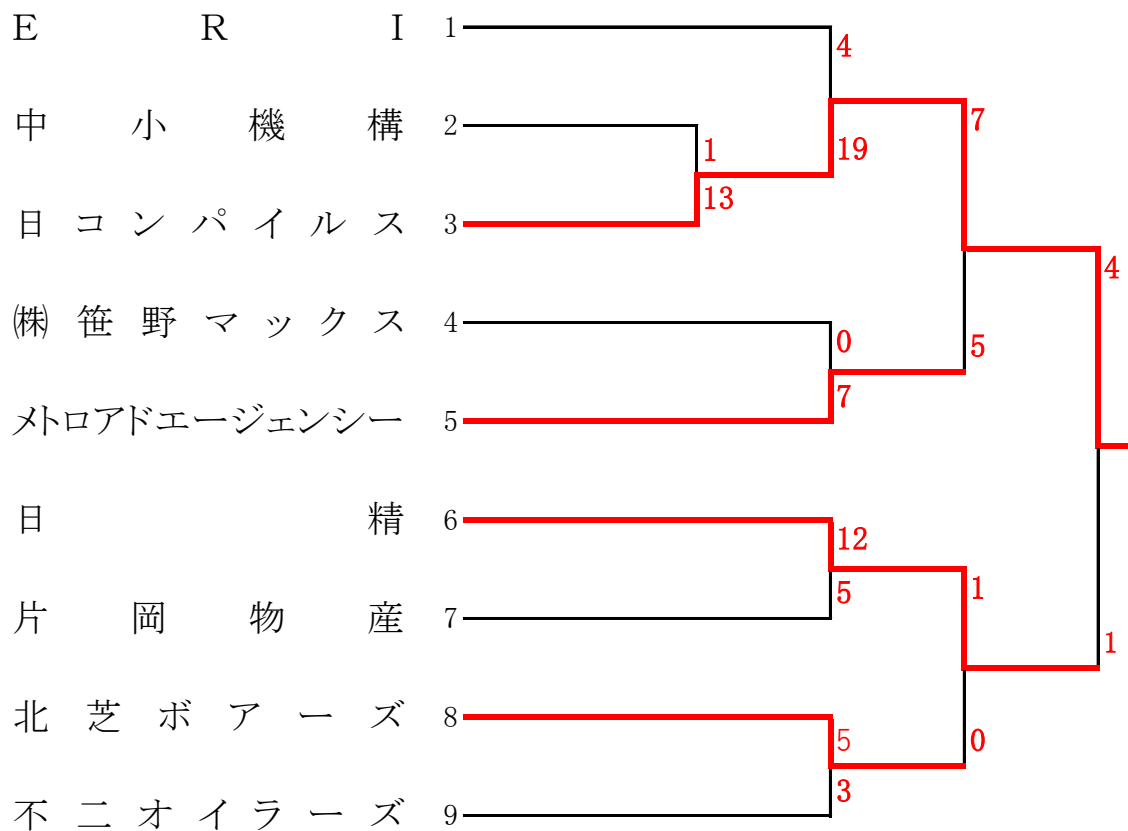 ERI 1
4
中小機構 2
7
1
19
13
日コンパイルス 3
4
㈱笹野マックス 4
0
5
7
メトロアドエージェンシー 5
日精 6
12
1
5
片岡物産 7
1
北芝ボアーズ 8
5
0
3
不二オイラーズ 9